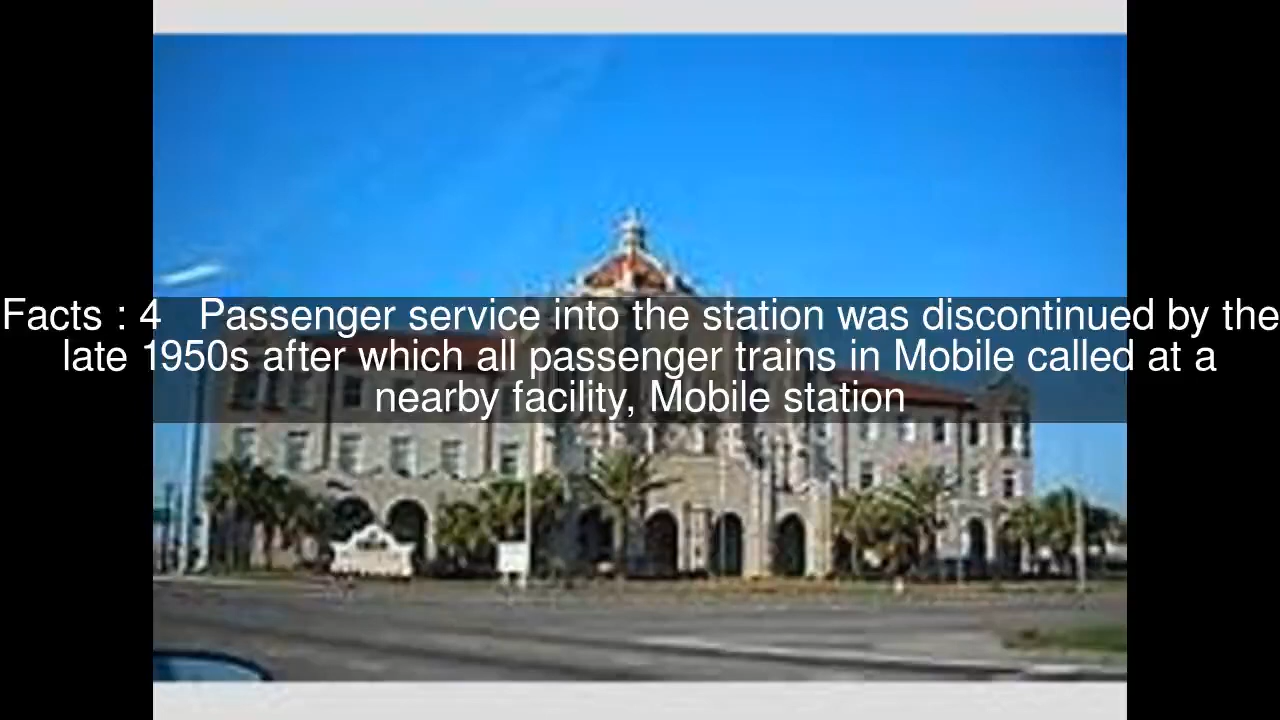 Facts : 4 Passenger service into the station was discontinued by the
late 1950s after which all passenger trains in Mobile called at a
nearby facility, Mobile station